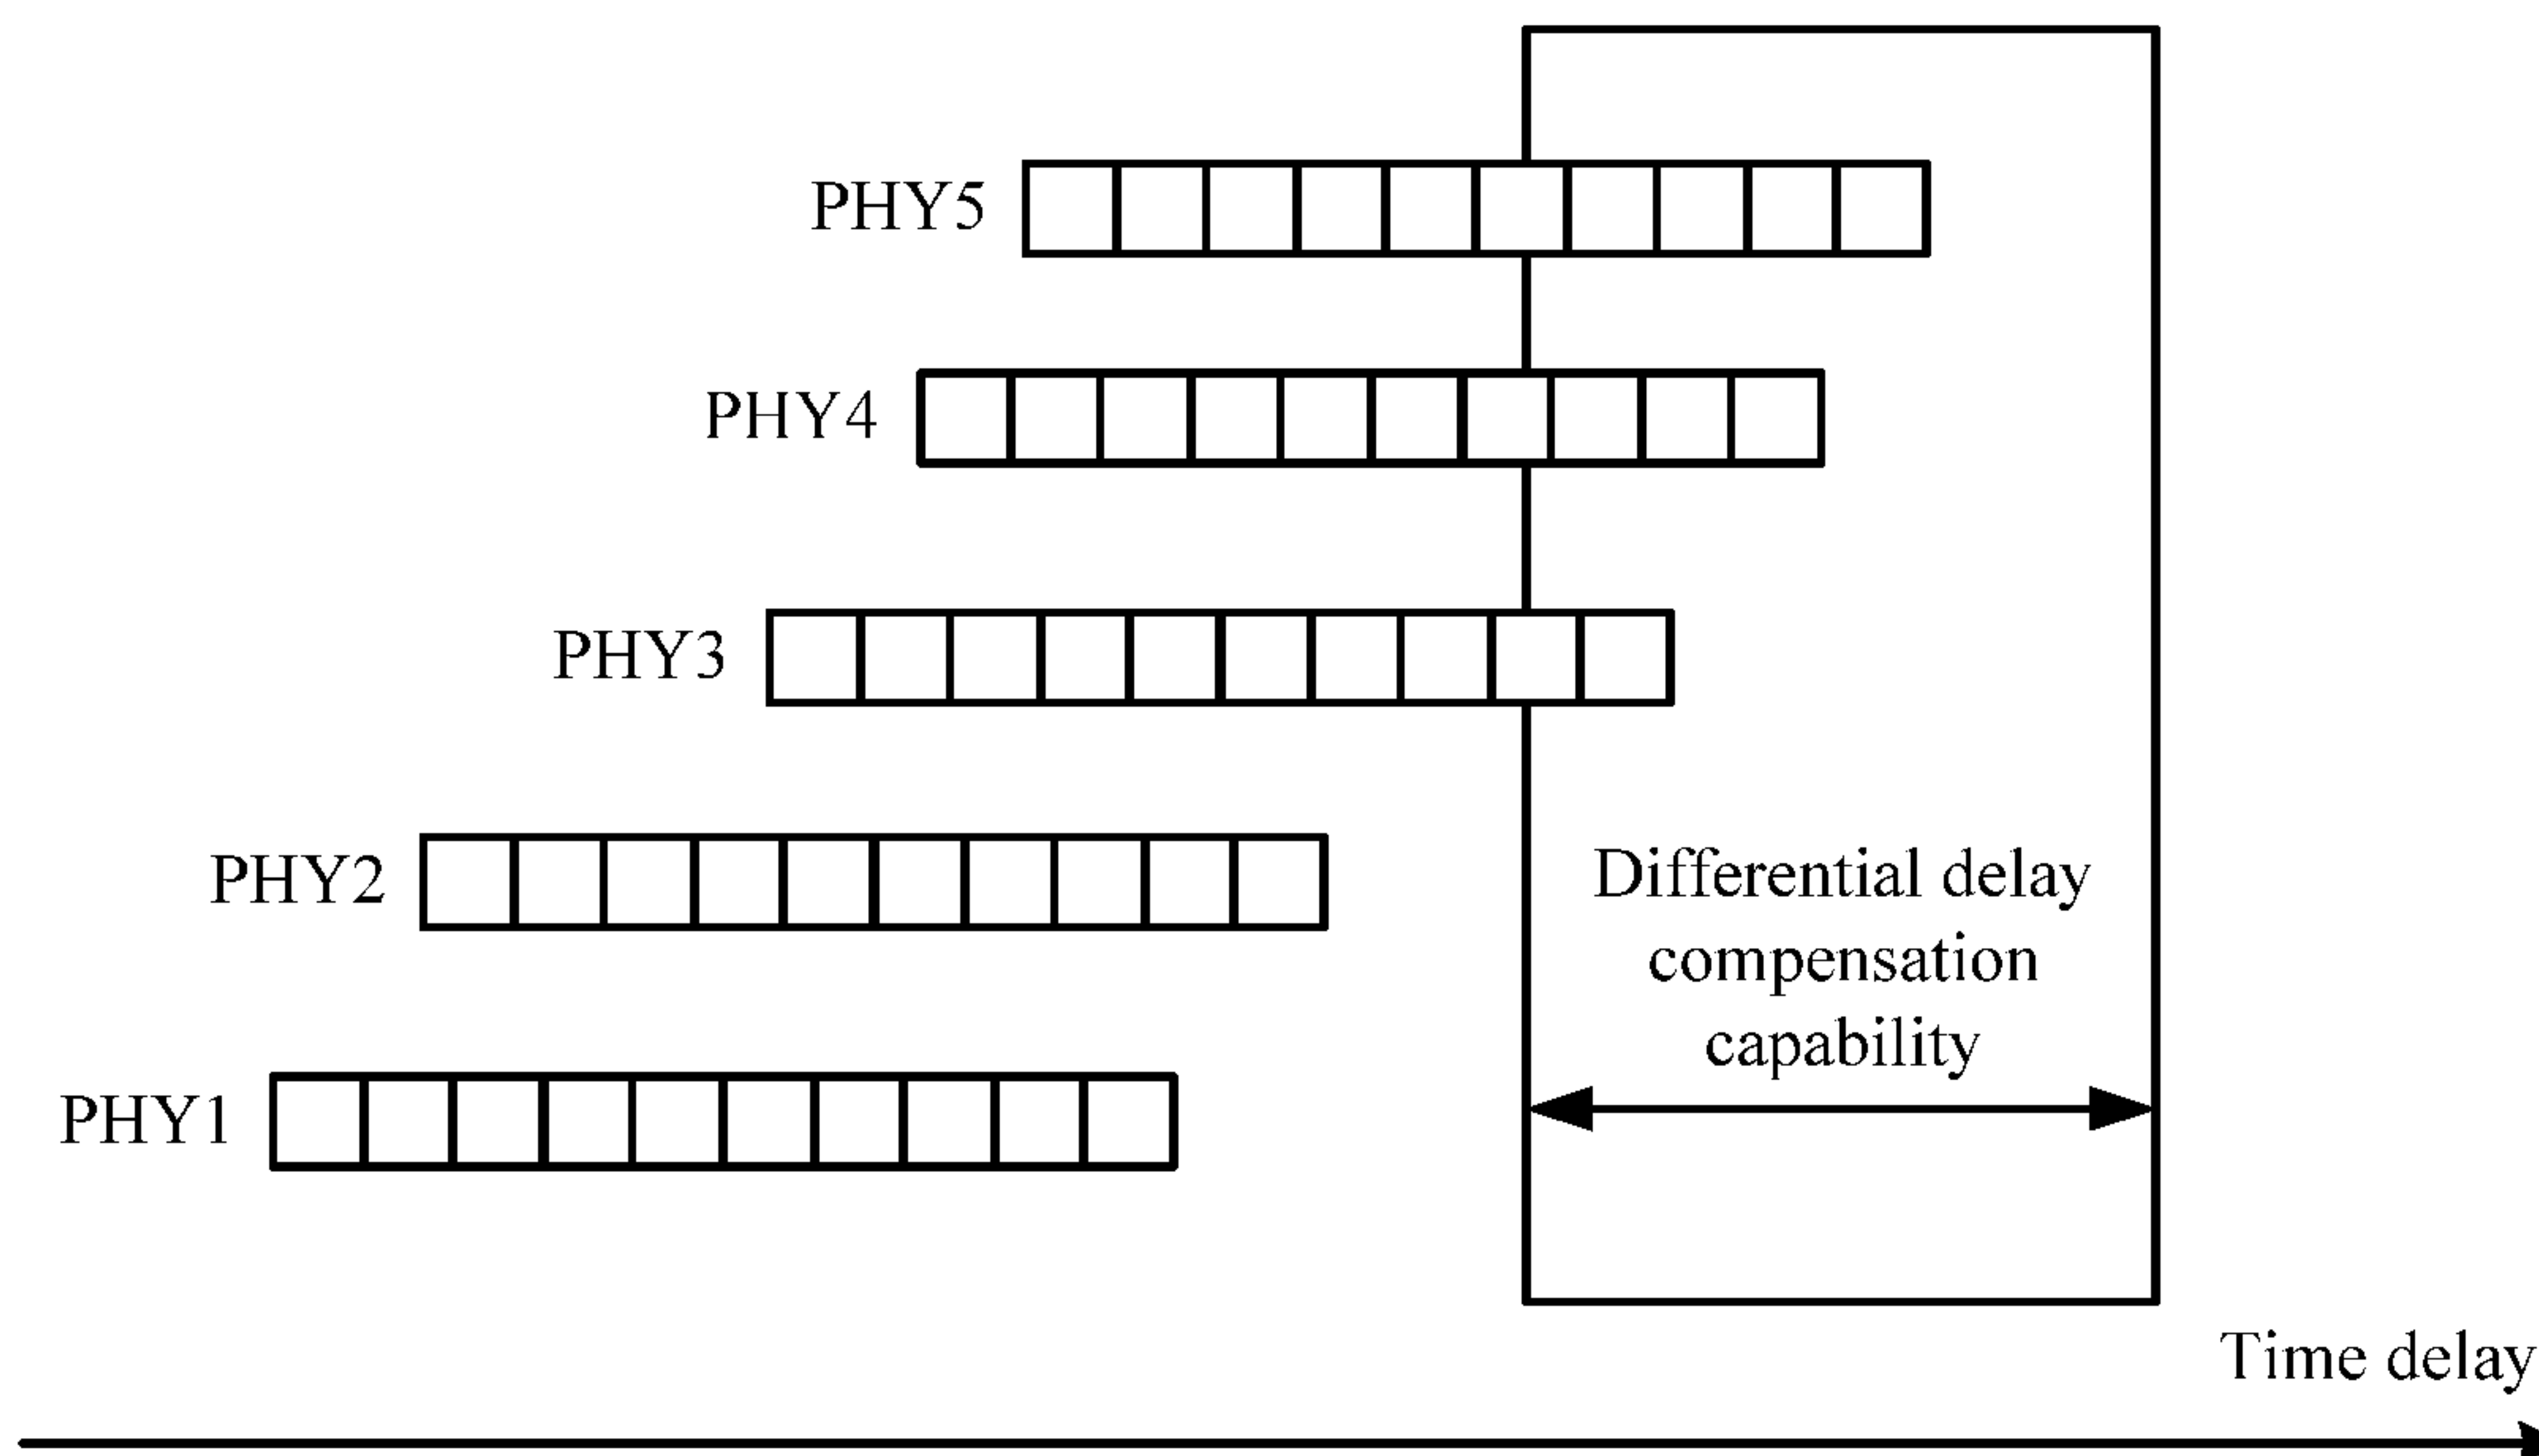 PHY5
PHY4
PHY3
PHY2
Differential delay
compensation
capability
PHY1
Time delay